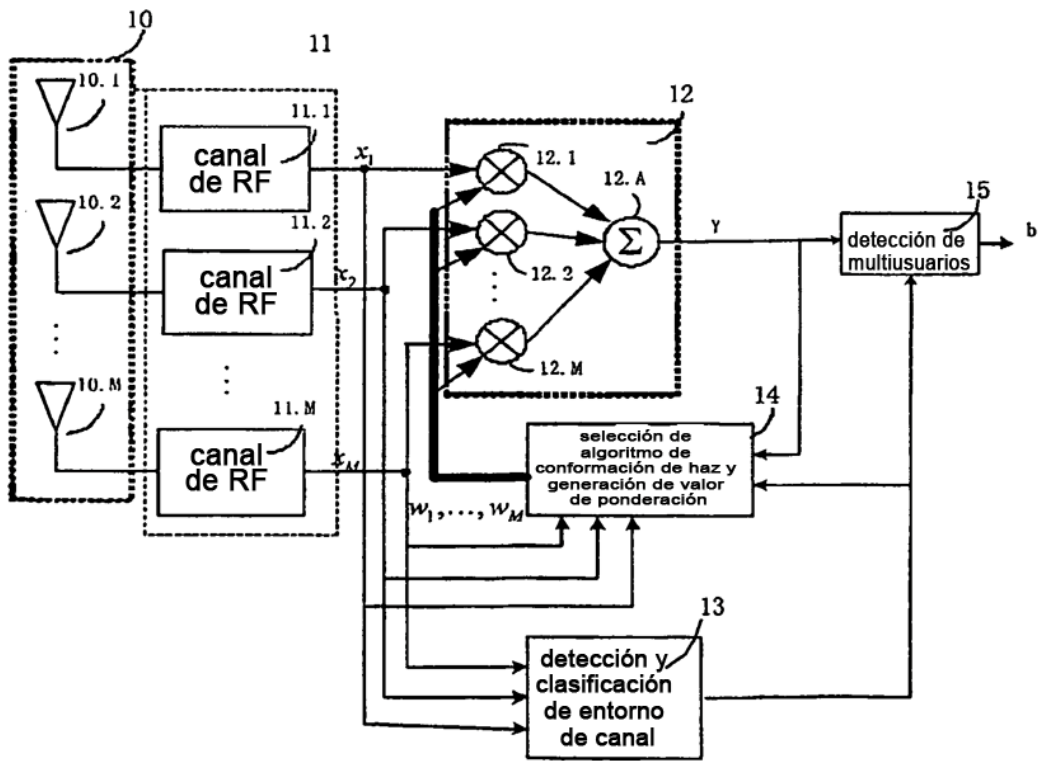 10
11
12
10.1
11.1
canal
de RF
x₁
12.1
12.A
Σ
10.2
11.2
canal
de RF
x₂
12.2
Y
15
detección de
multiusuarios
b
...
...
...
12.M
10.M
11.M
canal
de RF
x_M
14
selección de
algoritmo de
conformación de haz y
generación de valor
de ponderación
w₁,...,w_M
13
detección y
clasificación
de entorno
de canal